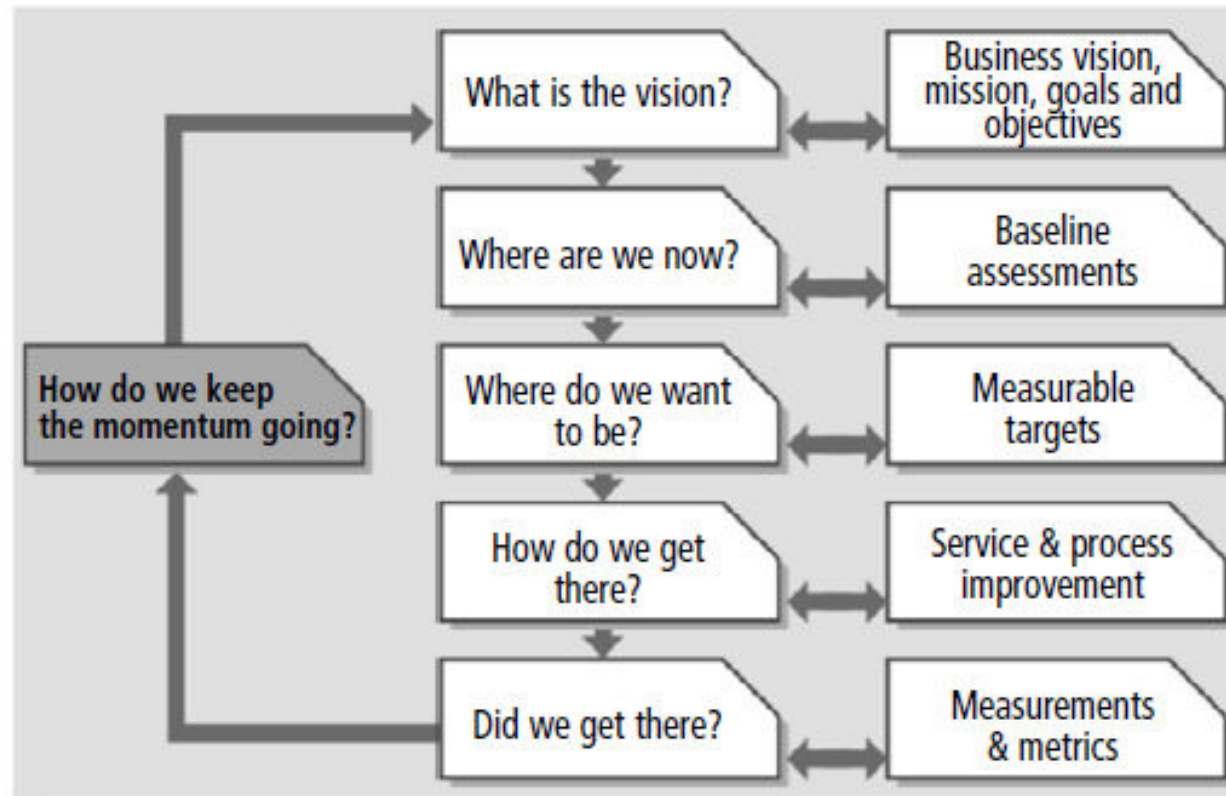 What is the vision?
Business vision,
mission, goals and
objectives
Where are we now?
Baseline
assessments
How do we keep
the momentum going?
Where do we want
to be?
Measurable
targets
How do we get
there?
Service & process
improvement
Did we get there?
Measurements
& metrics